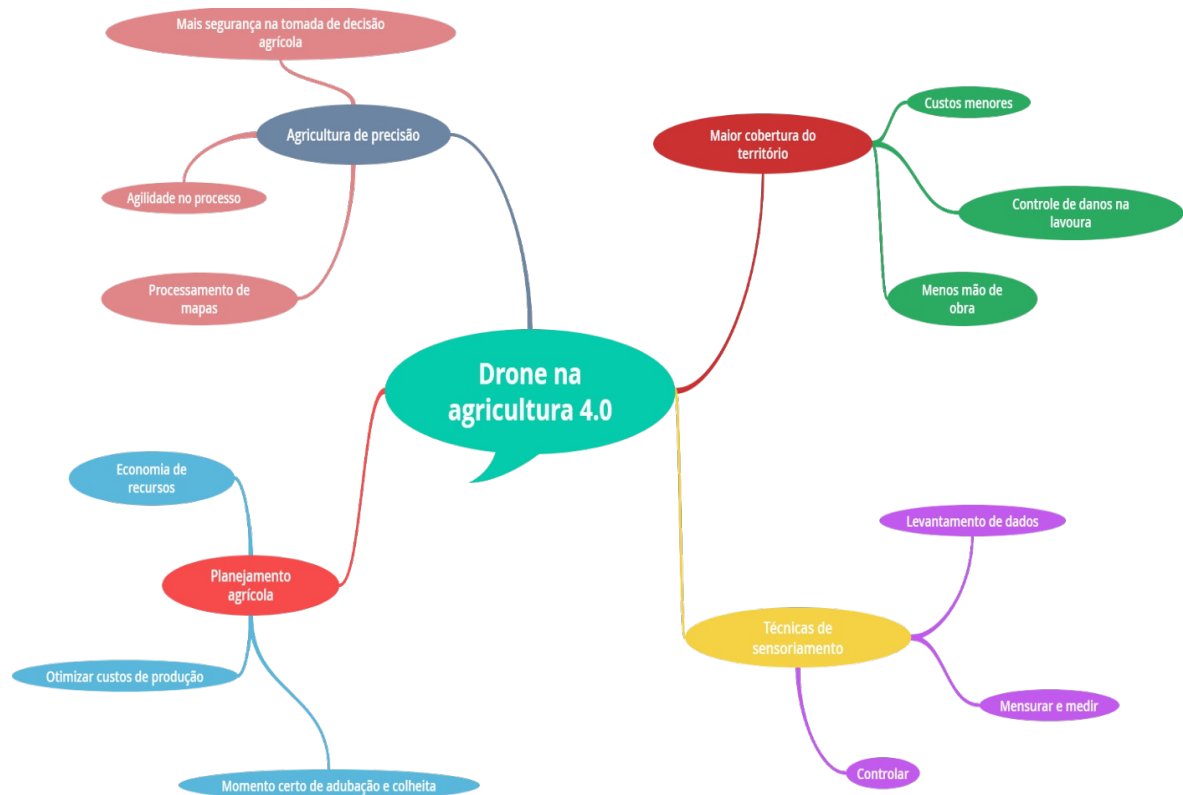 Mais segurança na tomada de decisão
agrícola
Agricultura de precisão
Agilidade no processo
Processamento de
mapas
Maior cobertura do
território
Custos menores
Controle de danos na
lavoura
Menos mão de
obra
Drone na
agricultura 4.0
Economia de
recursos
Planejamento
agrícola
Otimizar custos de produção
Momento certo de adubação e colheita
Levantamento de dados
Técnicas de
sensoriamento
Mensurar e medir
Controlar